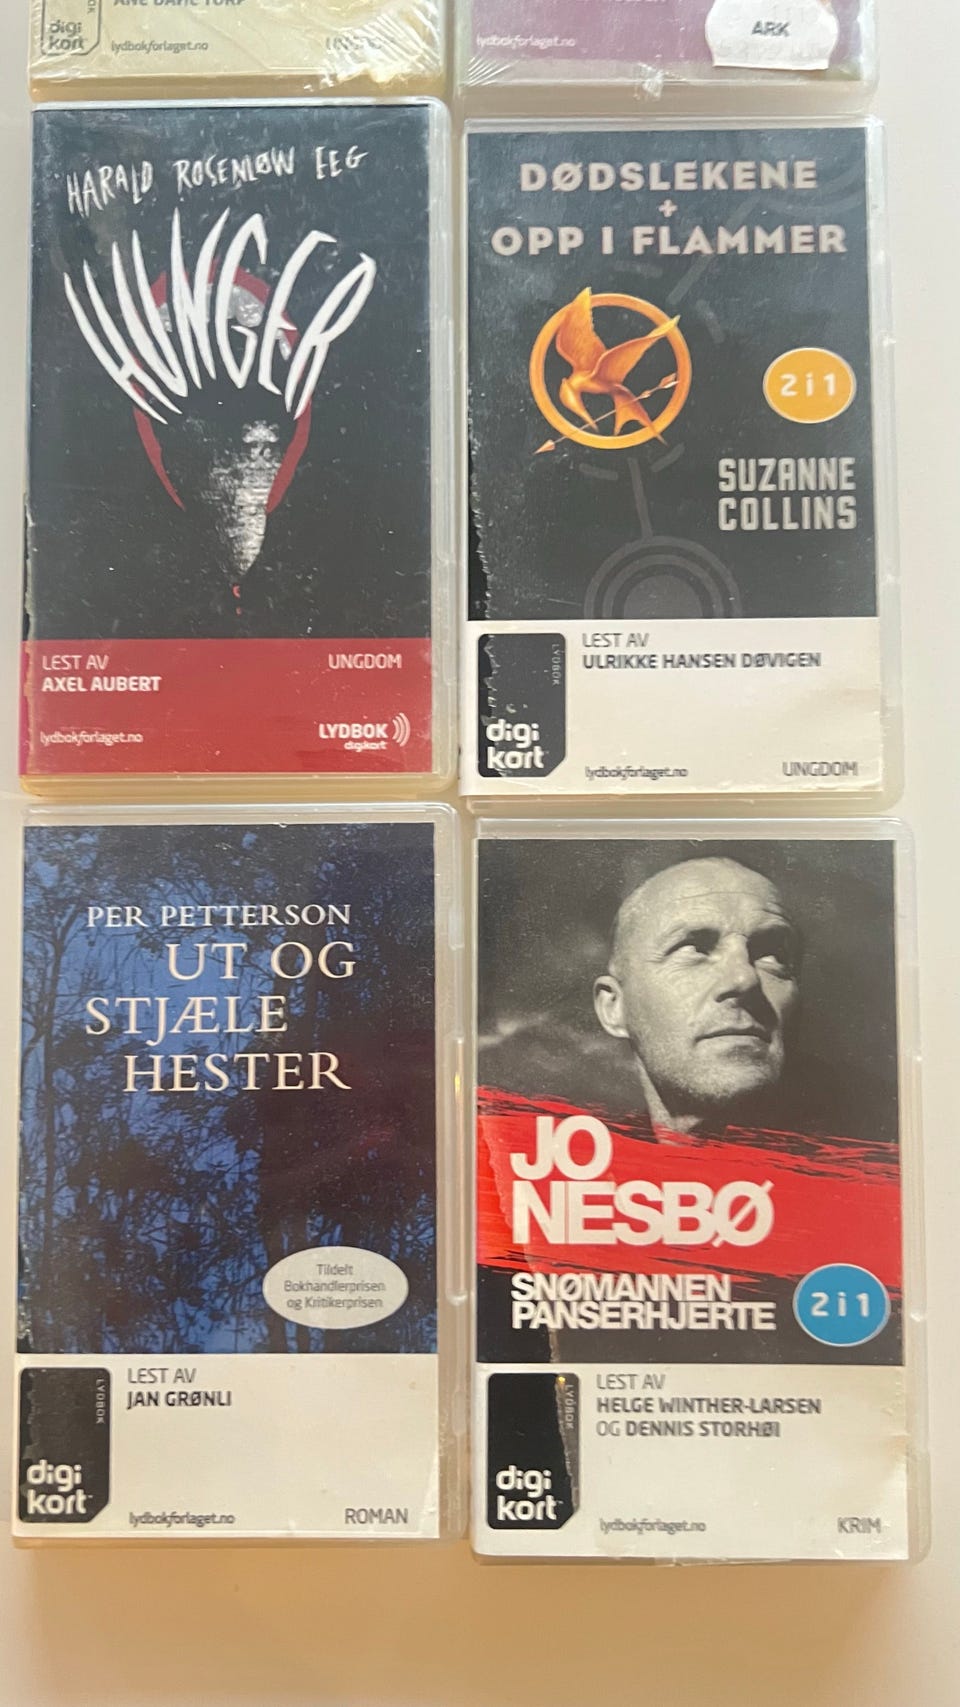 digi
kort
lydbokforlaget.no
lydbokforlaget.no
ARK
HARALD ROSENLØW EEG
HUNGER
LEST AV
AXEL AUBERT
UNGDOM
lydbokforlaget.no
LYDBOK
digikort
DØDSLEKENE
+
OPP I FLAMMER
2 i 1
SUZANNE
COLLINS
LYDBOK
digi
kort
LEST AV
ULRIKKE HANSEN DØVIGEN
lydbokforlaget.no
UNGDOM
PER PETTERSON
UT OG
STJÆLE
HESTER
Tildelt
Bokhandlerprisen
og Kritikerprisen
LYDBOK
digi
kort
LEST AV
JAN GRØNLI
lydbokforlaget.no
ROMAN
JO
NESBØ
SNØMANNEN
PANSERHJERTE
2 i 1
LYDBOK
digi
kort
LEST AV
HELGE WINTHER-LARSEN
OG DENNIS STORHØI
lydbokforlaget.no
KRIM